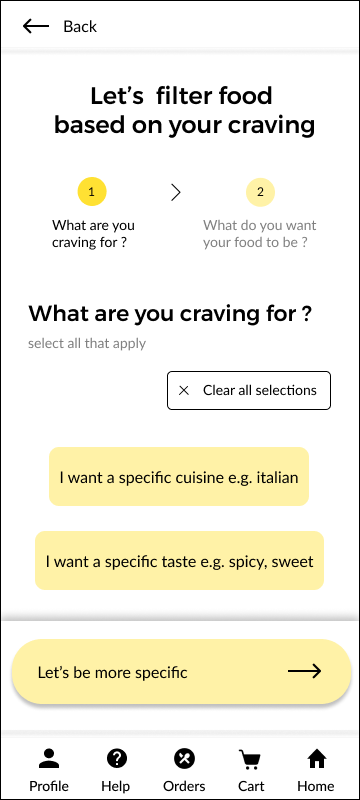 Back
Let's  filter food
based on your craving
1
2
What are you
craving for ?
What do you want
your food to be ?
What are you craving for ?
select all that apply
Clear all selections
I want a specific cuisine e.g. italian
I want a specific taste e.g. spicy, sweet
Let's be more specific
Profile
Help
Orders
Cart
Home